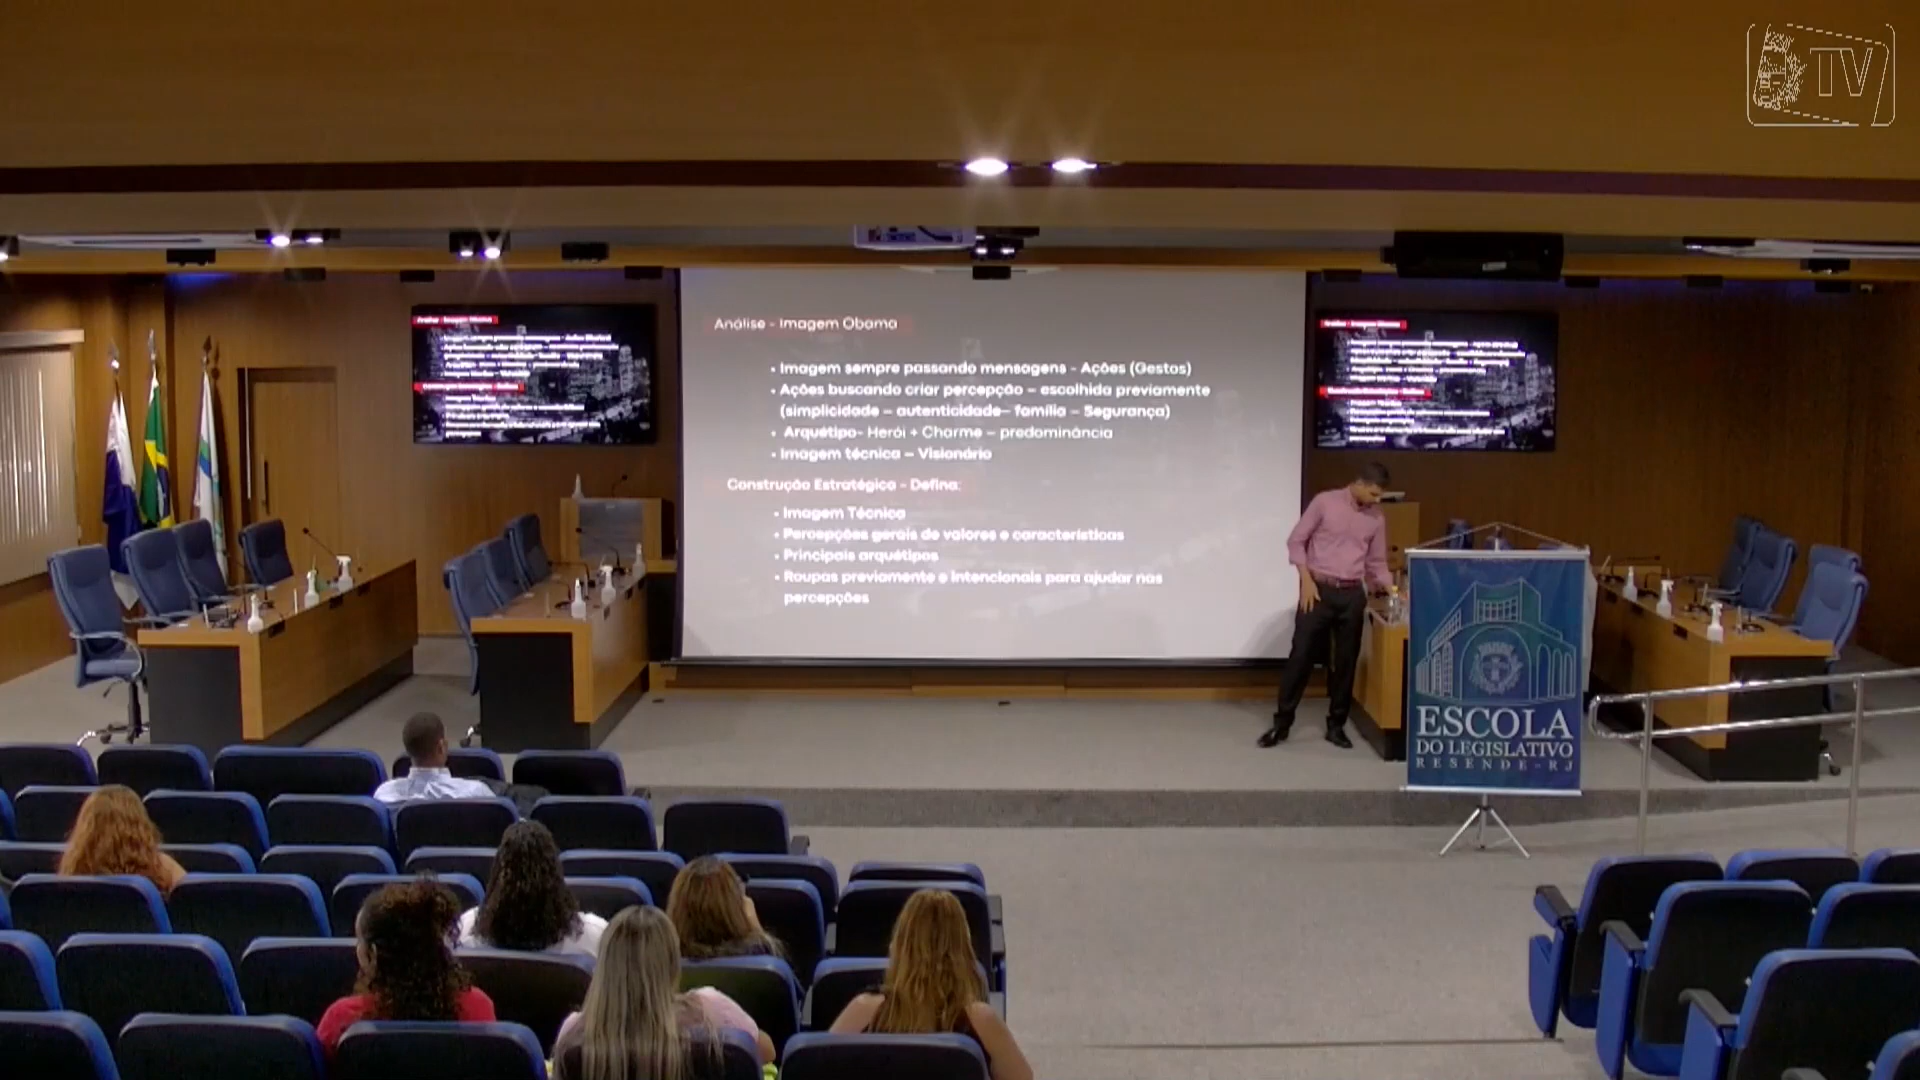 TV
Análise - Imagem Obama
• Imagem sempre passando mensagens - Ações (Gestos)
• Ações buscando criar percepção – escolhida previamente
(simplicidade – autenticidade– família – Segurança)
• Arquétipo- Herói + Charme – predominância
• Imagem técnica – Visionário
Construção Estratégica - Defina:
• Imagem Técnica
• Percepções gerais de valores e características
• Principais arquétipos
• Roupas previamente e intencionais para ajudar nas
percepções
ESCOLA
DO LEGISLATIVO
RESENDE-RJ